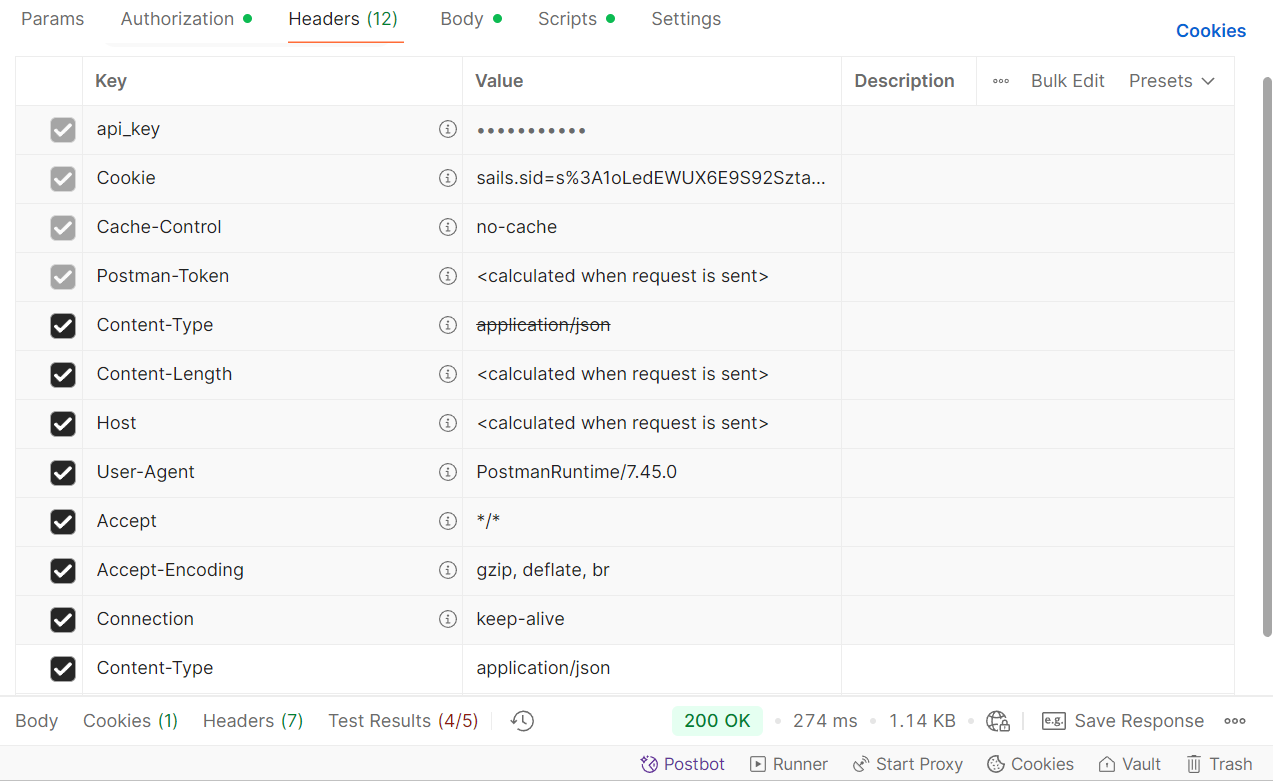 Params Authorization Headers (12) Body Scripts Settings
Cookies
Key Value Description Bulk Edit Presets
api_key •••••••••••
Cookie sails.sid=s%3A1oLedEWUX6E9S92Szta...
Cache-Control no-cache
Postman-Token <calculated when request is sent>
Content-Type application/json
Content-Length <calculated when request is sent>
Host <calculated when request is sent>
User-Agent PostmanRuntime/7.45.0
Accept */*
Accept-Encoding gzip, deflate, br
Connection keep-alive
Content-Type application/json
Body Cookies (1) Headers (7) Test Results (4/5) 200 OK 274 ms 1.14 KB e.g. Save Response
Postbot Runner Start Proxy Cookies Vault Trash